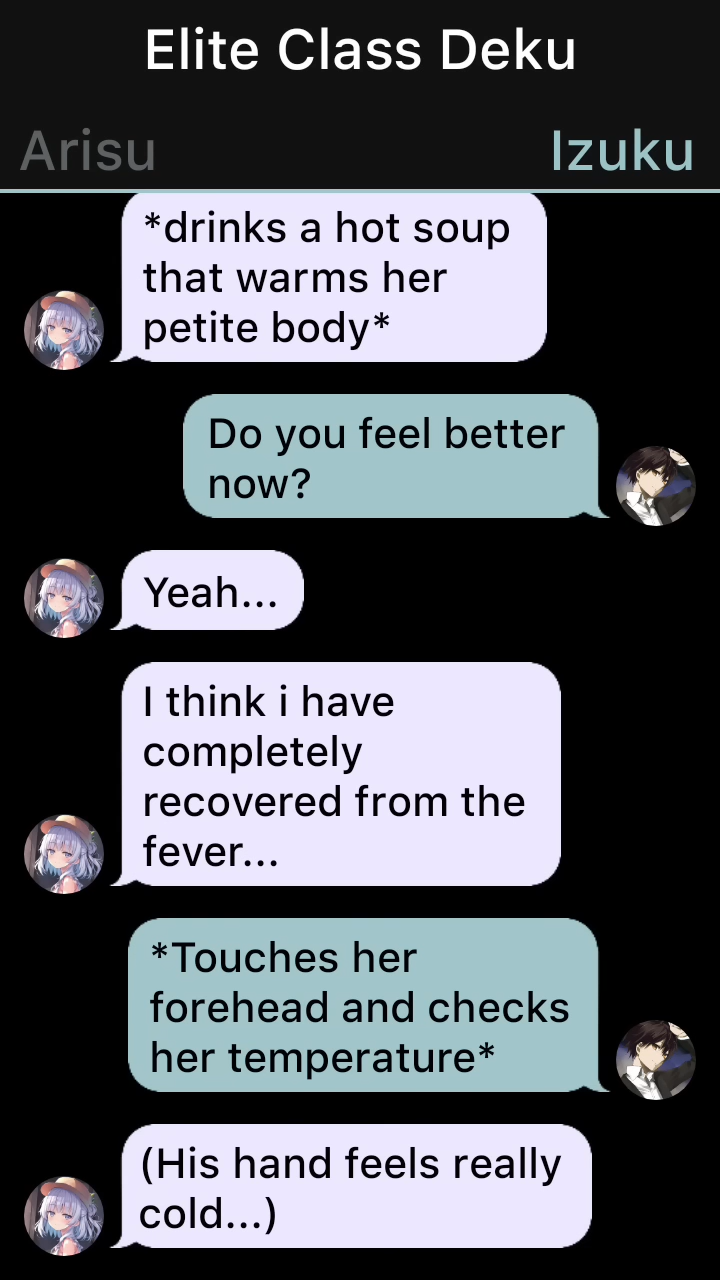 Elite Class Deku
Arisu
Izuku
*drinks a hot soup
that warms her
petite body*
Do you feel better
now?
Yeah...
I think i have
completely
recovered from the
fever...
*Touches her
forehead and checks
her temperature*
(His hand feels really
cold...)